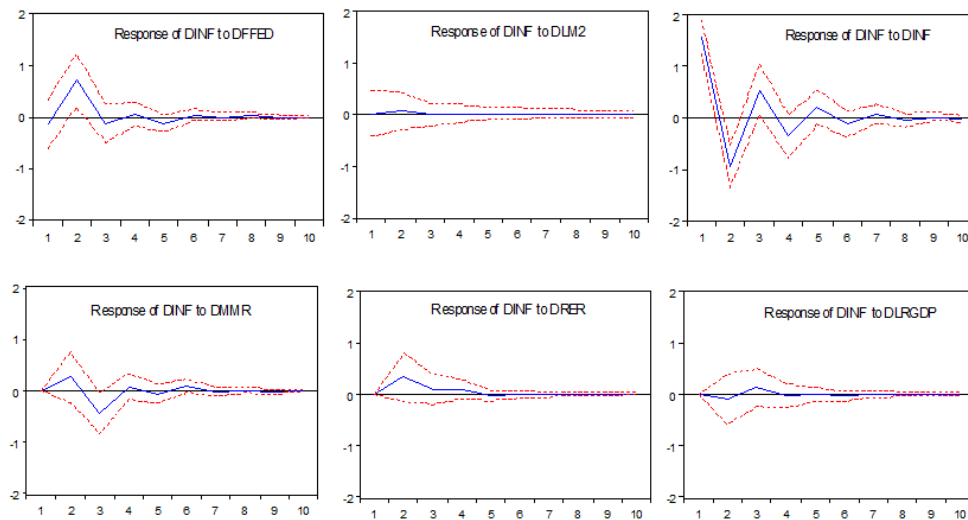 Response of DINF to DFFED
2
1
0
-1
-2
1 2 3 4 5 6 7 8 9 10
Response of DINF to DLM2
2
1
0
-1
-2
1 2 3 4 5 6 7 8 9 10
Response of DINF to DINF
2
1
0
-1
-2
1 2 3 4 5 6 7 8 9 10
Response of DINF to DMMR
2
1
0
-1
-2
1 2 3 4 5 6 7 8 9 10
Response of DINF to DRER
2
1
0
-1
-2
1 2 3 4 5 6 7 8 9 10
Response of DINF to DLRGDP
2
1
0
-1
-2
1 2 3 4 5 6 7 8 9 10